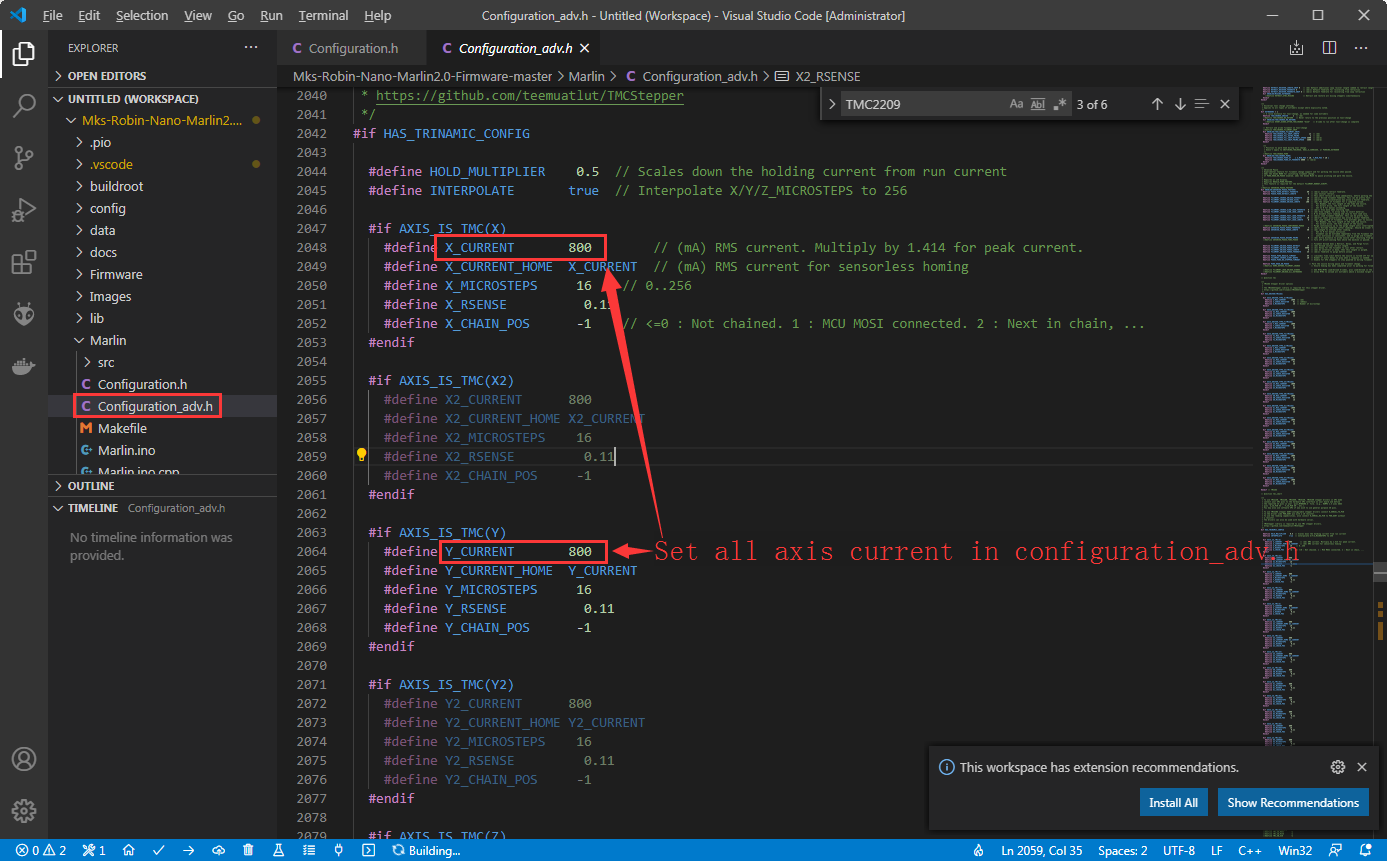 File Edit Selection View Go Run Terminal Help Configuration_adv.h - Untitled (Workspace) - Visual Studio Code [Administrator]
EXPLORER
OPEN EDITORS
UNTITLED (WORKSPACE)
Mks-Robin-Nano-Marlin2....
.pio
.vscode
buildroot
config
data
docs
Firmware
Images
lib
Marlin
src
Configuration.h
Configuration_adv.h
Makefile
Marlin.ino
Marlin.ino.cpp
OUTLINE
TIMELINE Configuration_adv.h
No timeline information was
provided.
Configuration.h Configuration_adv.h
Mks-Robin-Nano-Marlin2.0-Firmware-master > Marlin > Configuration_adv.h > X2_RSENSE
TMC2209 Aa Abl .* 3 of 6
2040 * https://github.com/teemuatlut/TMCStepper
2041 */
2042 #if HAS_TRINAMIC_CONFIG
2043
2044 #define HOLD_MULTIPLIER 0.5 // Scales down the holding current from run current
2045 #define INTERPOLATE true // Interpolate X/Y/Z_MICROSTEPS to 256
2046
2047 #if AXIS_IS_TMC(X)
2048 #define X_CURRENT 800 // (mA) RMS current. Multiply by 1.414 for peak current.
2049 #define X_CURRENT_HOME X_CURRENT // (mA) RMS current for sensorless homing
2050 #define X_MICROSTEPS 16 // 0..256
2051 #define X_RSENSE 0.11
2052 #define X_CHAIN_POS -1 // <=0 : Not chained. 1 : MCU MOSI connected. 2 : Next in chain, ...
2053 #endif
2054
2055 #if AXIS_IS_TMC(X2)
2056 #define X2_CURRENT 800
2057 #define X2_CURRENT_HOME X2_CURRENT
2058 #define X2_MICROSTEPS 16
2059 #define X2_RSENSE 0.11
2060 #define X2_CHAIN_POS -1
2061 #endif
2062
2063 #if AXIS_IS_TMC(Y)
2064 #define Y_CURRENT 800
Set all axis current in configuration_adv.h
2065 #define Y_CURRENT_HOME Y_CURRENT
2066 #define Y_MICROSTEPS 16
2067 #define Y_RSENSE 0.11
2068 #define Y_CHAIN_POS -1
2069 #endif
2070
2071 #if AXIS_IS_TMC(Y2)
2072 #define Y2_CURRENT 800
2073 #define Y2_CURRENT_HOME Y2_CURRENT
2074 #define Y2_MICROSTEPS 16
2075 #define Y2_RSENSE 0.11
2076 #define Y2_CHAIN_POS -1
2077 #endif
2078
2079 #if AXIS_IS_TMC(Z)
This workspace has extension recommendations.
Install All Show Recommendations
0 2 1 Building... Ln 2059, Col 35 Spaces: 2 UTF-8 LF C++ Win32